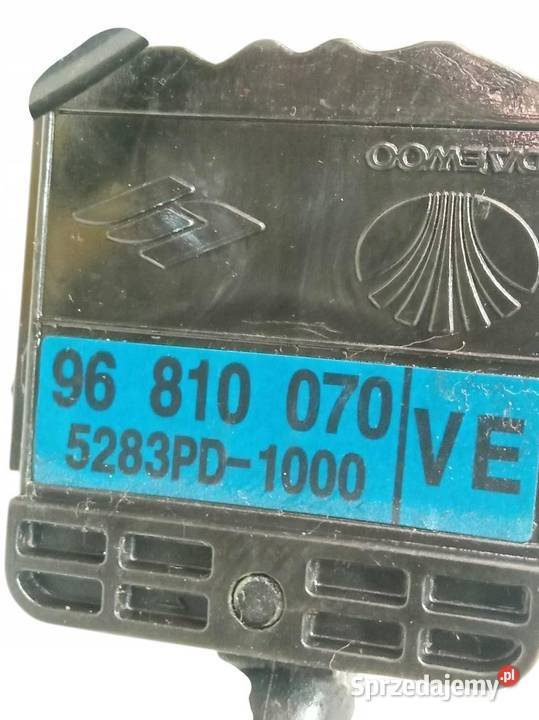 DAEWOO
96 810 070 VE
5283PD-1000
Sprzedajemy.pl